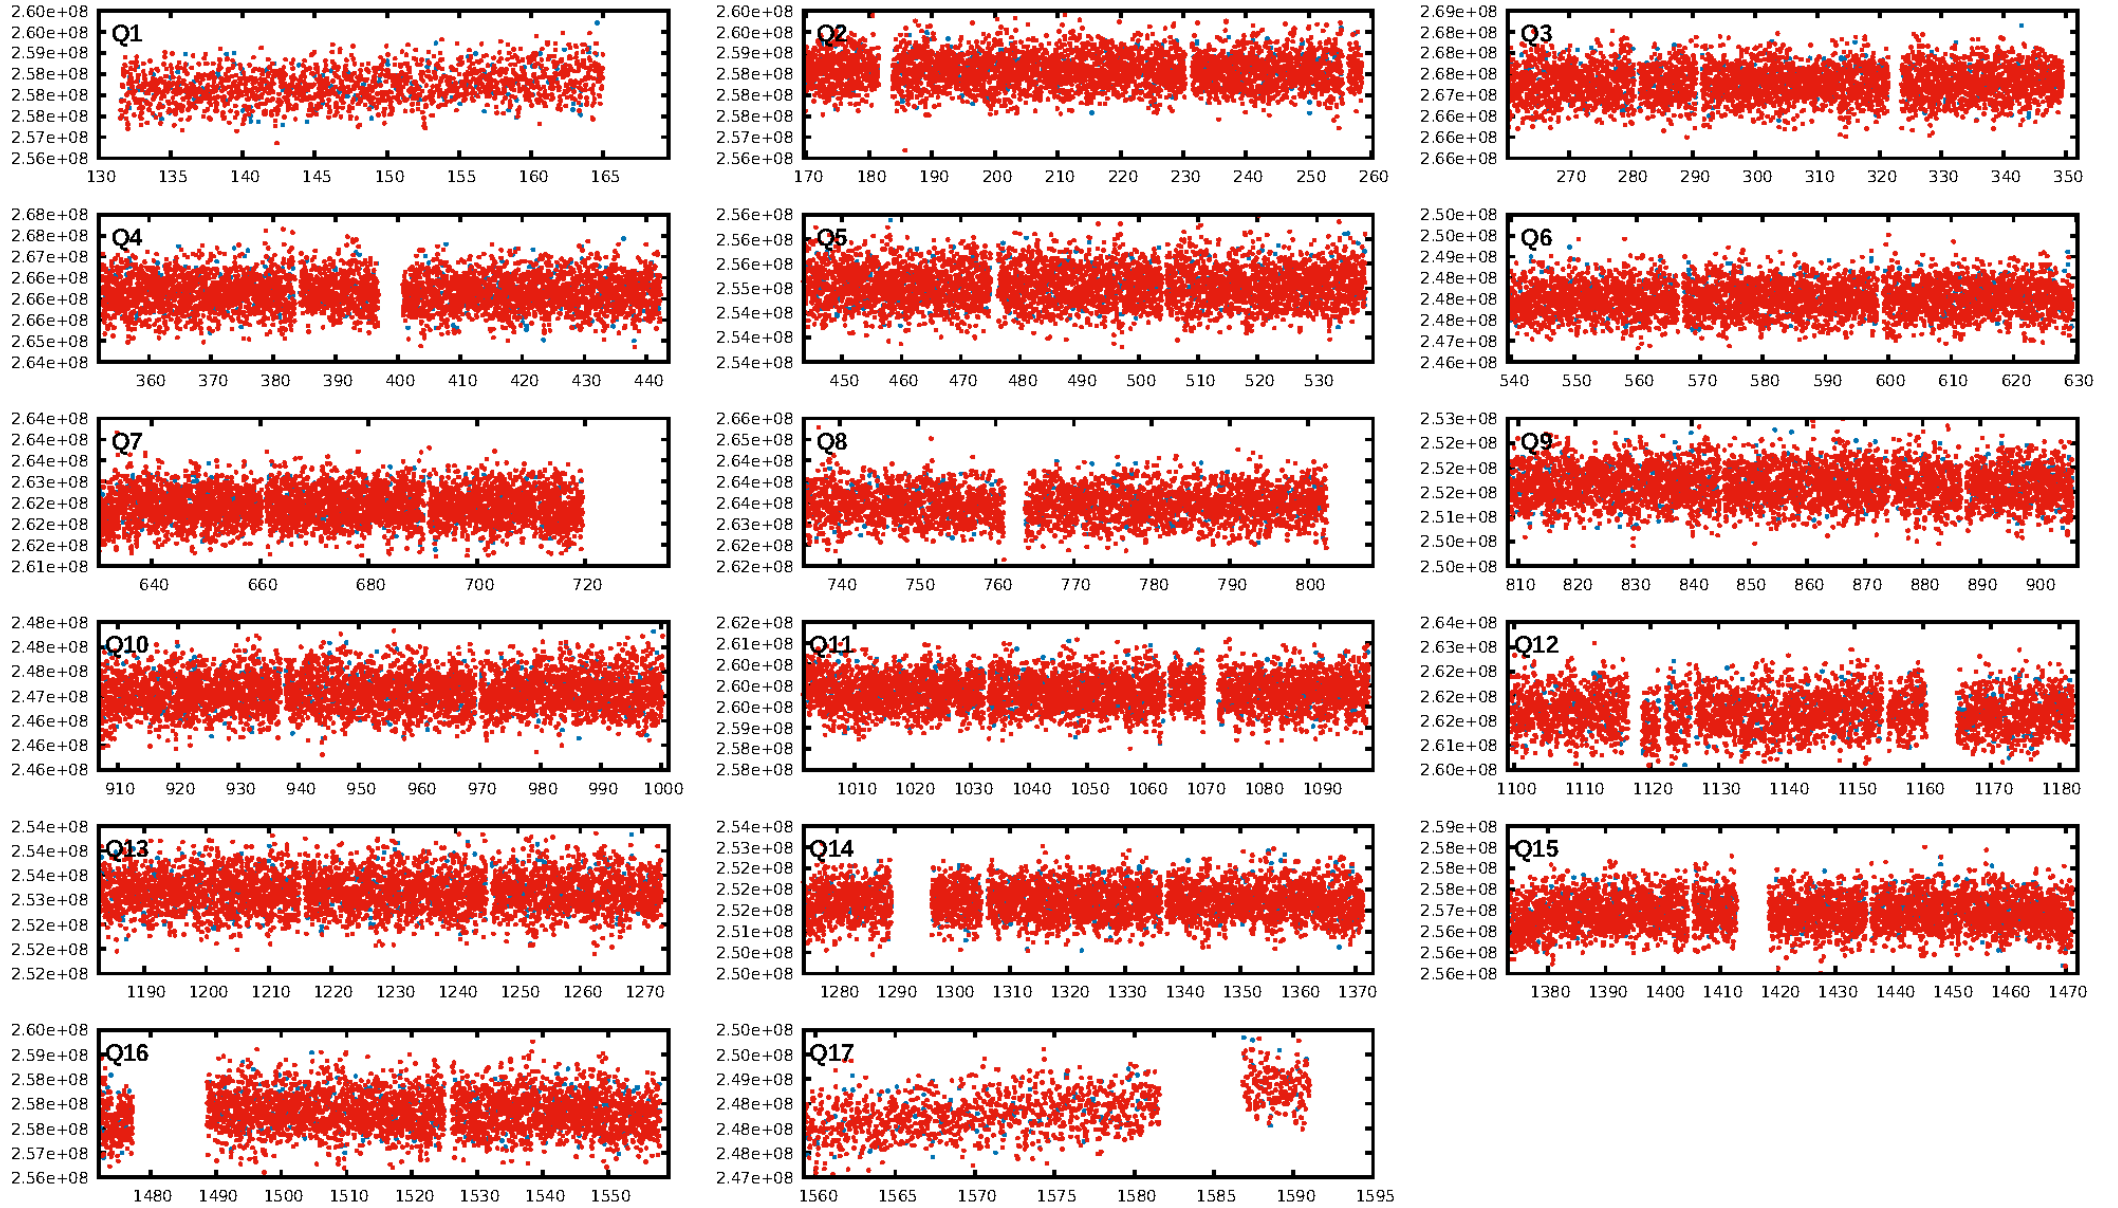 2.60e+08 2.60e+08 2.59e+08 2.58e+08 2.58e+08 2.58e+08 2.57e+08 2.56e+08
Q1
130 135 140 145 150 155 160 165
2.60e+08 2.60e+08 2.59e+08 2.58e+08 2.58e+08 2.58e+08 2.57e+08 2.56e+08
Q2
170 180 190 200 210 220 230 240 250 260
2.69e+08 2.68e+08 2.68e+08 2.68e+08 2.67e+08 2.66e+08 2.66e+08 2.66e+08
Q3
270 280 290 300 310 320 330 340 350
2.68e+08 2.68e+08 2.67e+08 2.66e+08 2.66e+08 2.66e+08 2.65e+08 2.64e+08
Q4
360 370 380 390 400 410 420 430 440
2.56e+08 2.56e+08 2.56e+08 2.55e+08 2.54e+08 2.54e+08 2.54e+08
Q5
450 460 470 480 490 500 510 520 530
2.50e+08 2.50e+08 2.49e+08 2.48e+08 2.48e+08 2.48e+08 2.47e+08 2.46e+08
Q6
540 550 560 570 580 590 600 610 620 630
2.64e+08 2.64e+08 2.64e+08 2.63e+08 2.62e+08 2.62e+08 2.62e+08 2.61e+08
Q7
640 660 680 700 720
2.66e+08 2.65e+08 2.64e+08 2.64e+08 2.64e+08 2.63e+08 2.62e+08 2.62e+08
Q8
740 750 760 770 780 790 800
2.53e+08 2.52e+08 2.52e+08 2.52e+08 2.51e+08 2.50e+08 2.50e+08
Q9
810 820 830 840 850 860 870 880 890 900
2.48e+08 2.48e+08 2.48e+08 2.47e+08 2.46e+08 2.46e+08 2.46e+08
Q10
910 920 930 940 950 960 970 980 990 1000
2.62e+08 2.61e+08 2.60e+08 2.60e+08 2.60e+08 2.59e+08 2.58e+08 2.58e+08
Q11
1010 1020 1030 1040 1050 1060 1070 1080 1090
2.64e+08 2.63e+08 2.62e+08 2.62e+08 2.62e+08 2.61e+08 2.60e+08
Q12
1100 1110 1120 1130 1140 1150 1160 1170 1180
2.54e+08 2.54e+08 2.54e+08 2.53e+08 2.52e+08 2.52e+08 2.52e+08
Q13
1190 1200 1210 1220 1230 1240 1250 1260 1270
2.54e+08 2.53e+08 2.52e+08 2.52e+08 2.52e+08 2.51e+08 2.50e+08 2.50e+08
Q14
1280 1290 1300 1310 1320 1330 1340 1350 1360 1370
2.59e+08 2.58e+08 2.58e+08 2.58e+08 2.57e+08 2.56e+08 2.56e+08 2.56e+08
Q15
1380 1390 1400 1410 1420 1430 1440 1450 1460 1470
2.60e+08 2.59e+08 2.58e+08 2.58e+08 2.58e+08 2.57e+08 2.56e+08
Q16
1480 1490 1500 1510 1520 1530 1540 1550
2.50e+08 2.50e+08 2.49e+08 2.48e+08 2.48e+08 2.48e+08 2.47e+08
Q17
1560 1565 1570 1575 1580 1585 1590 1595